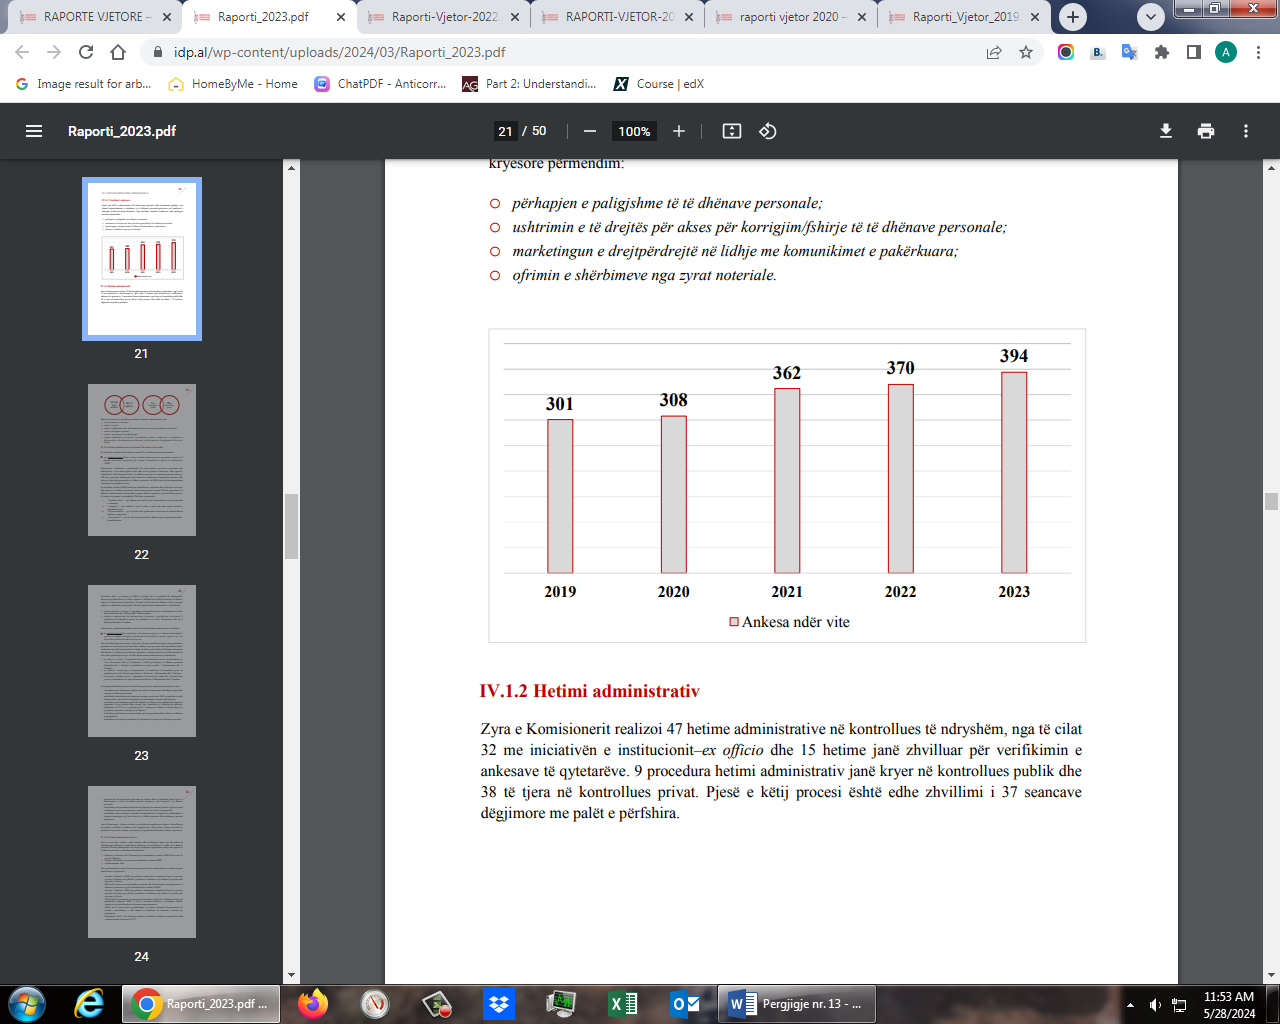 RAPORTE VJETORE –
Raporti_2023.pdf
Raporti-Vjetor-2022
RAPORTI-VJETOR-20
raporti vjetor 2020 –
Raporti_Vjetor_2019
idp.al/wp-content/uploads/2024/03/Raporti_2023.pdf
B.
A
G Image result for arb...
HomeByMe - Home
ChatPDF - Anticorr...
AG Part 2: Understandi...
Course | edX
Raporti_2023.pdf
21 / 50
100%
kryesore përmendim:
përhapjen e paligjshme të të dhënave personale;
ushtrimin e të drejtës për akses për korrigjim/fshirje të të dhënave personale;
marketingun e drejtpërdrejtë në lidhje me komunikimet e pakërkuara;
ofrimin e shërbimeve nga zyrat noteriale.
301
308
362
370
394
2019
2020
2021
2022
2023
Ankesa ndër vite
IV.1.2 Hetimi administrativ
Zyra e Komisionerit realizoi 47 hetime administrative në kontrollues të ndryshëm, nga të cilat
32 me iniciativën e institucionit–ex officio dhe 15 hetime janë zhvilluar për verifikimin e
ankesave të qytetarëve. 9 procedura hetimi administrativ janë kryer në kontrollues publik dhe
38 të tjera në kontrollues privat. Pjesë e këtij procesi është edhe zhvillimi i 37 seancave
dëgjimore me palët e përfshira.
21
22
23
24
Raporti_2023.pdf ...
Pergjigje nr. 13 - ...
11:53 AM
5/28/2024